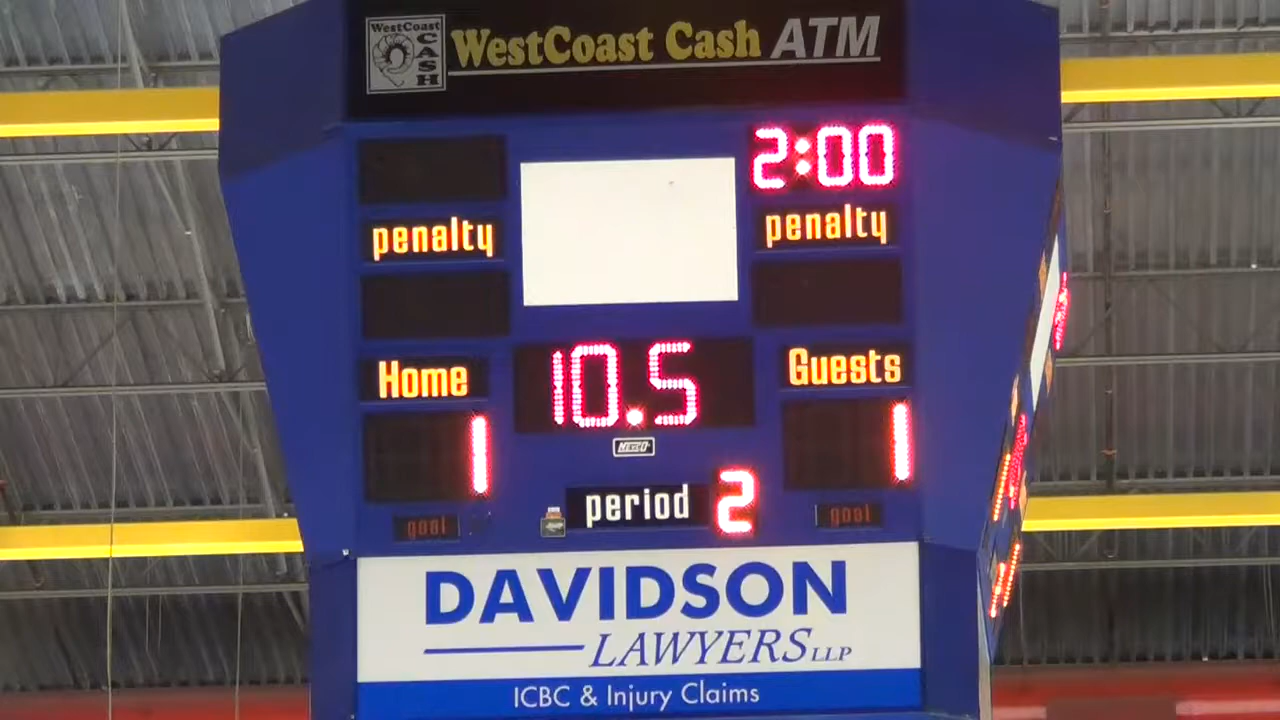 WestCoast
CASH
WestCoast Cash ATM
2:00
penalty
penalty
10.5
Home
Guests
1
1
NEVCO
period 2
goal
goal
DAVIDSON
LAWYERS LLP
ICBC & Injury Claims